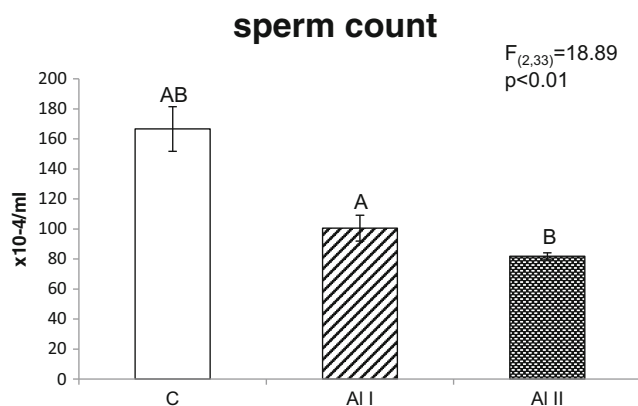 sperm count
F(2,33)=18.89
p<0.01
x10-4/ml
200
180
160
140
120
100
80
60
40
20
0
AB
A
B
C
Al I
Al II